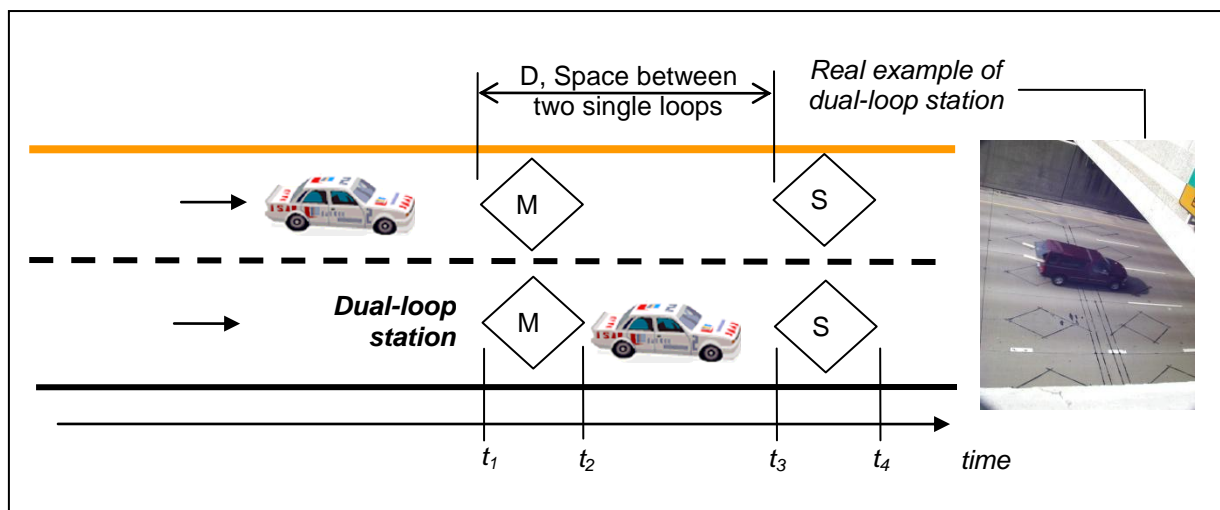 D, Space between
two single loops
Real example of
dual-loop station
M
S
Dual-loop
station
M
S
t1
t2
t3
t4
time